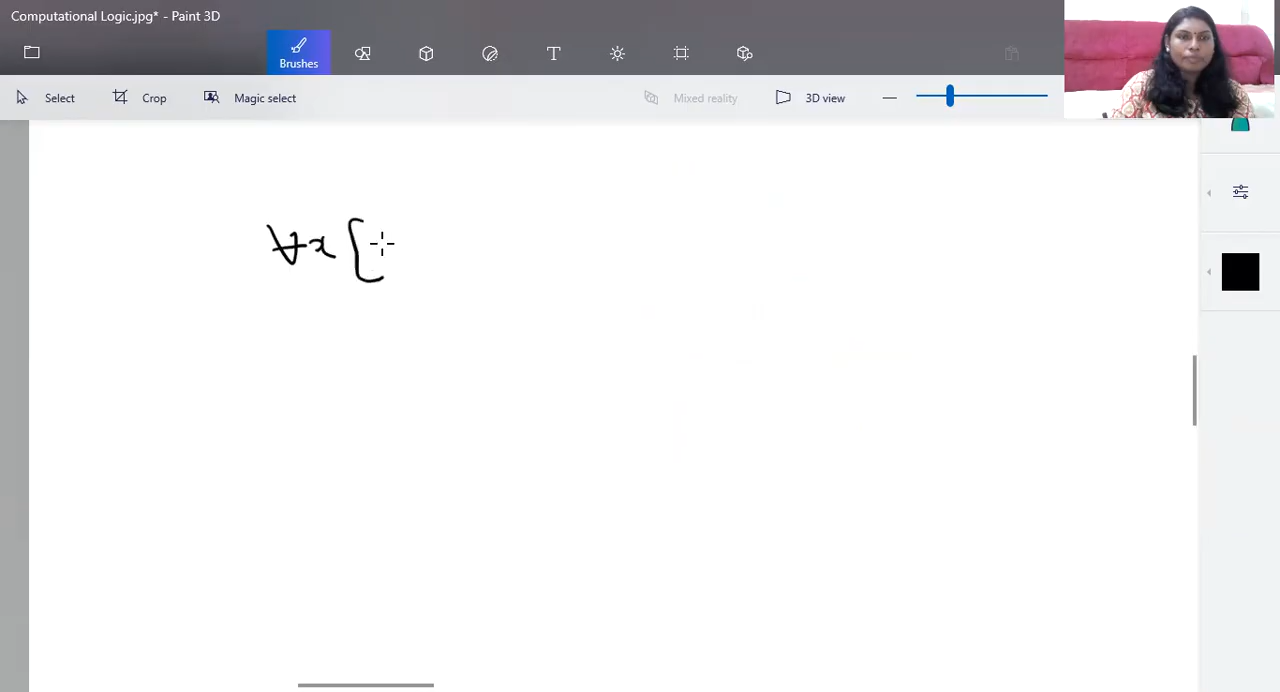 Computational Logic.jpg* - Paint 3D
Brushes
Select Crop Magic select Mixed reality 3D view
∀x [